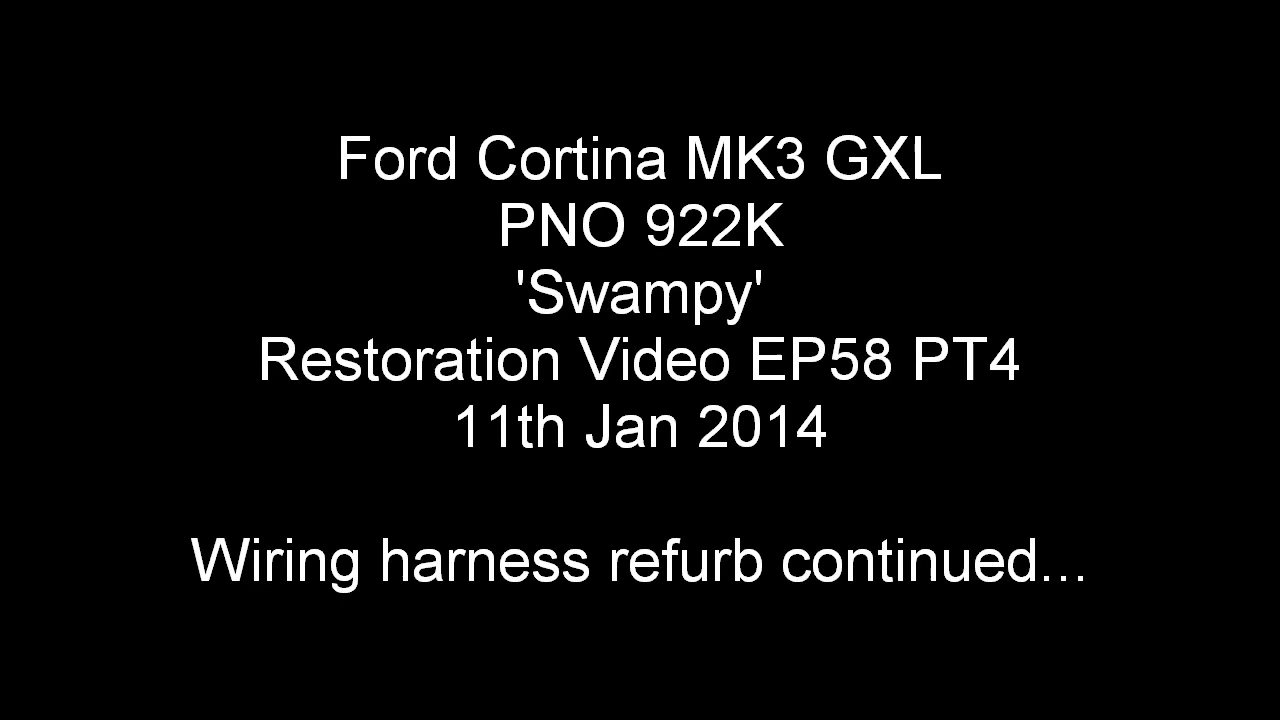 Ford Cortina MK3 GXL
PNO 922K
'Swampy'
Restoration Video EP58 PT4
11th Jan 2014
Wiring harness refurb continued...